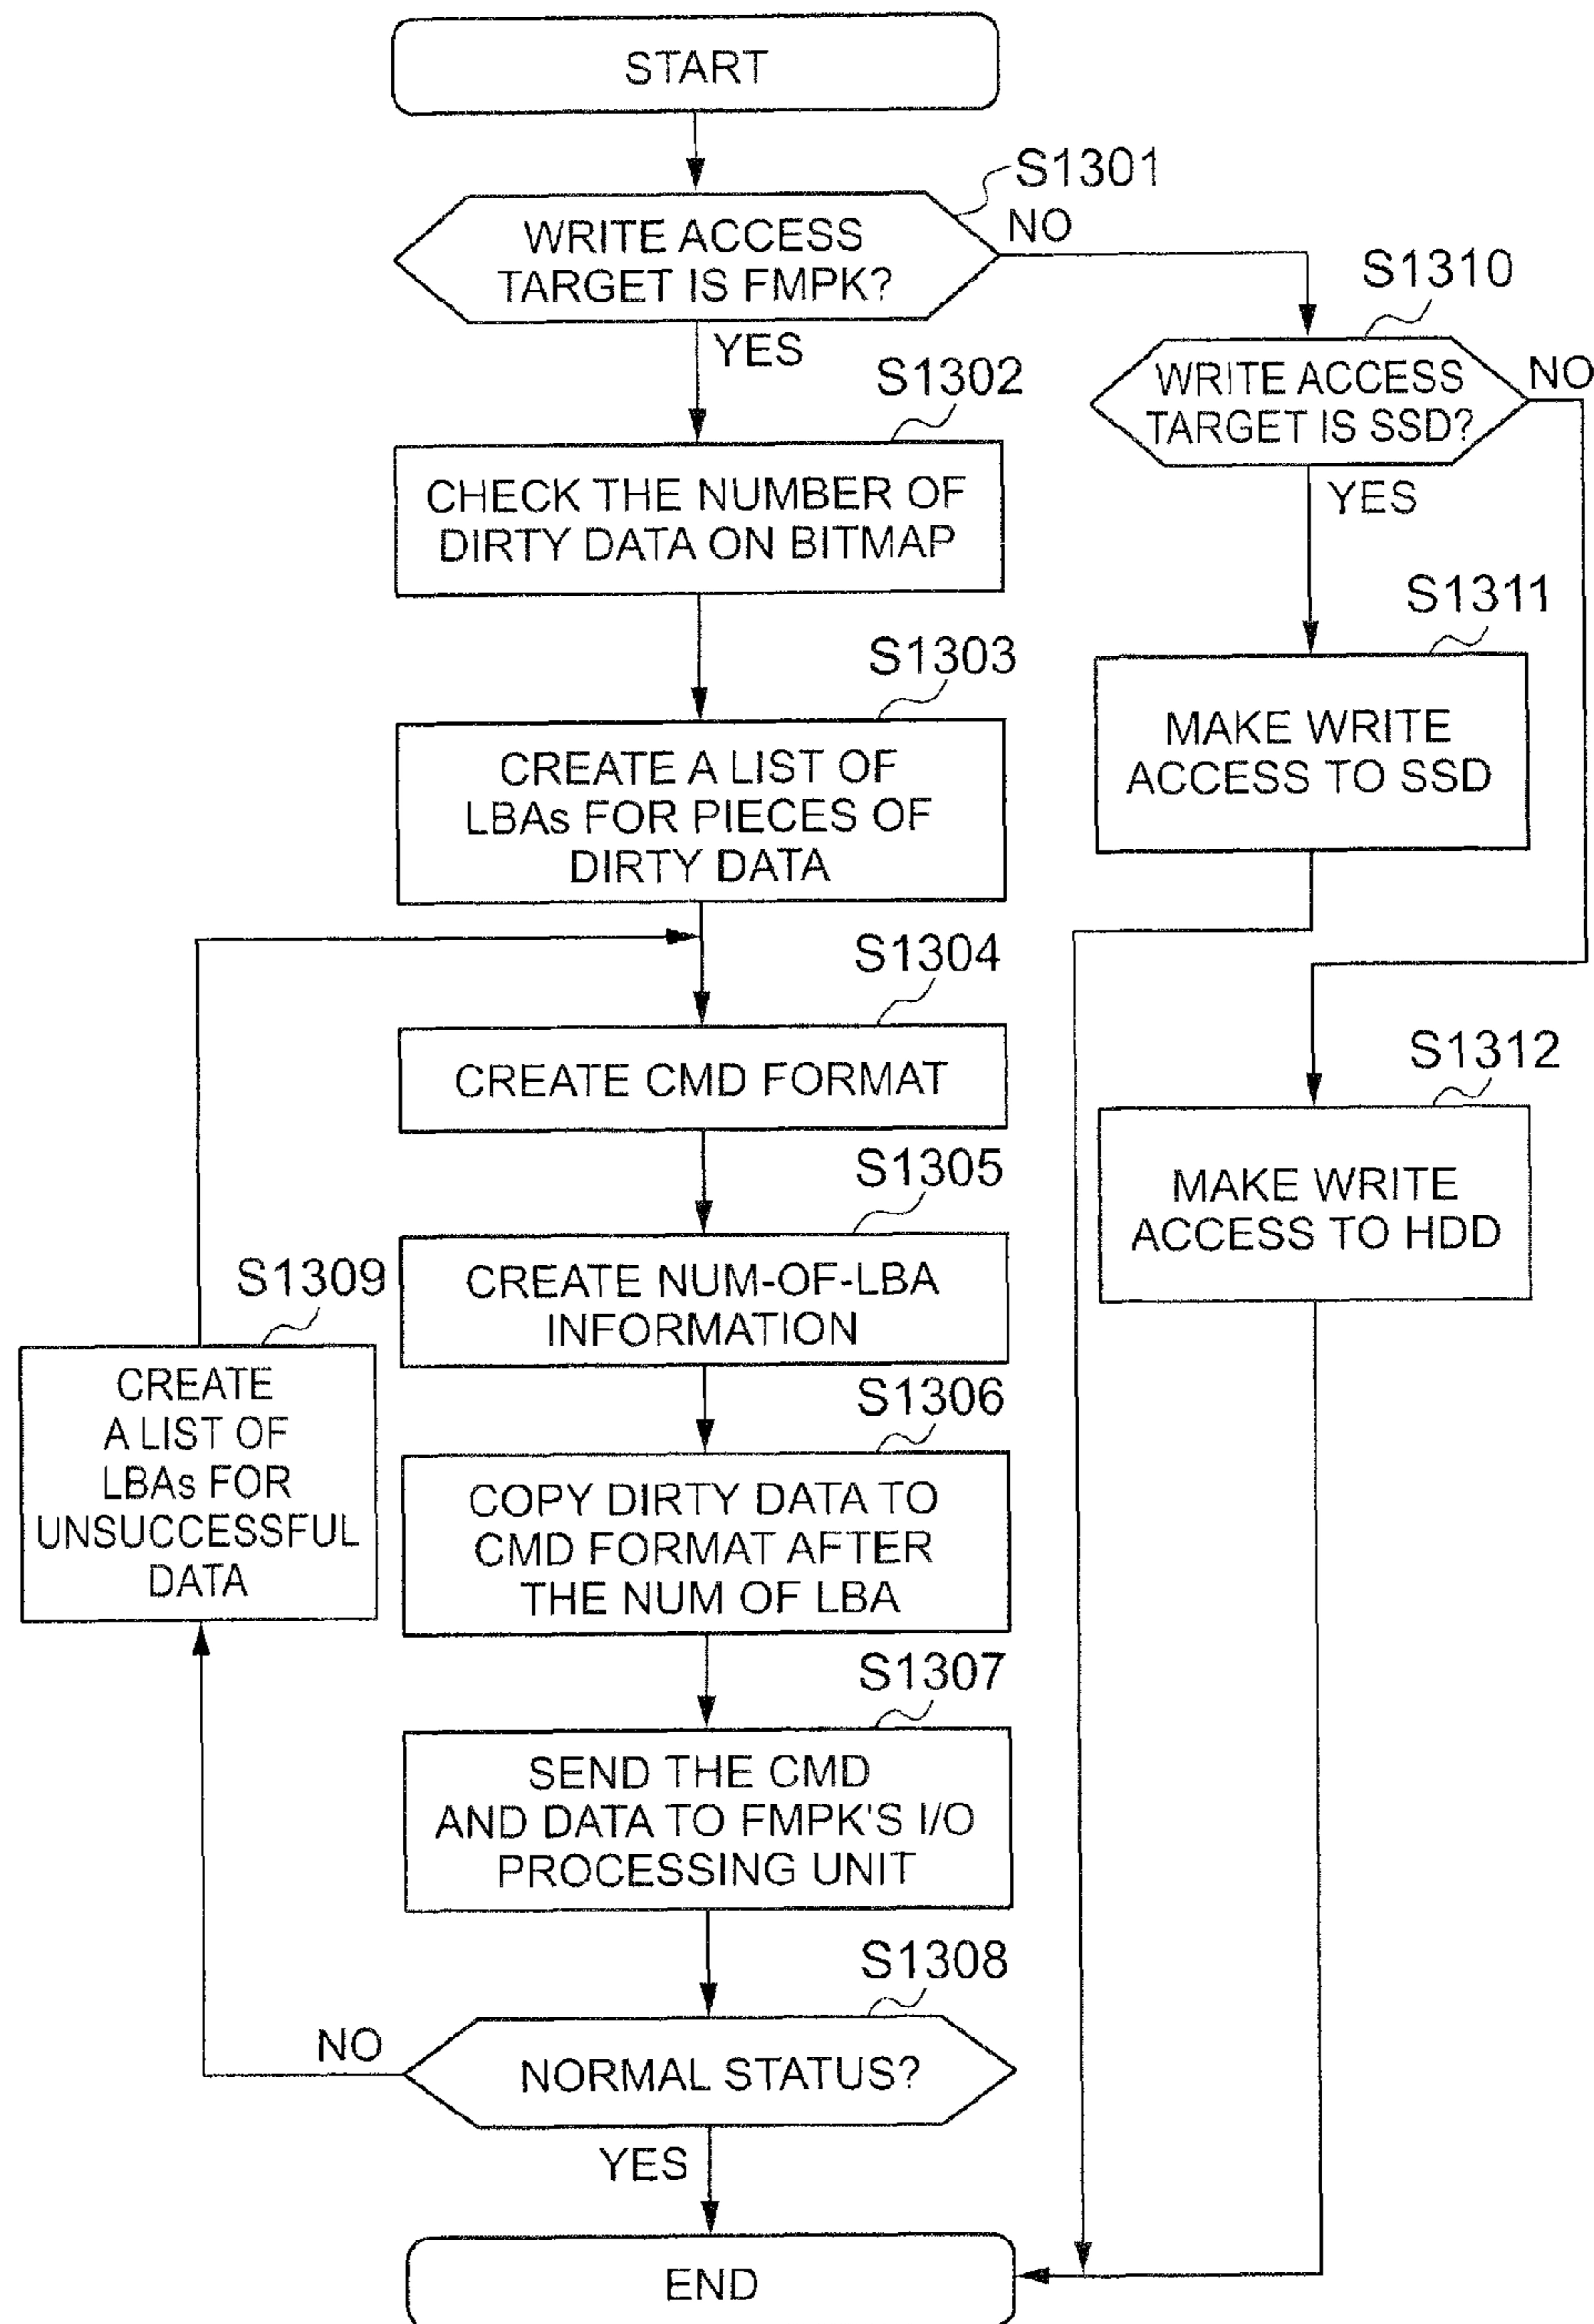 START
S1301
WRITE ACCESS
TARGET IS FMPK?
NO
YES
S1302
CHECK THE NUMBER OF
DIRTY DATA ON BITMAP
S1303
CREATE A LIST OF
LBAs FOR PIECES OF
DIRTY DATA
S1304
CREATE CMD FORMAT
S1305
CREATE NUM-OF-LBA
INFORMATION
S1306
COPY DIRTY DATA TO
CMD FORMAT AFTER
THE NUM OF LBA
S1307
SEND THE CMD
AND DATA TO FMPK'S I/O
PROCESSING UNIT
S1308
NORMAL STATUS?
NO
YES
S1309
CREATE
A LIST OF
LBAs FOR
UNSUCCESSFUL
DATA
S1310
WRITE ACCESS
TARGET IS SSD?
NO
YES
S1311
MAKE WRITE
ACCESS TO SSD
S1312
MAKE WRITE
ACCESS TO HDD
END